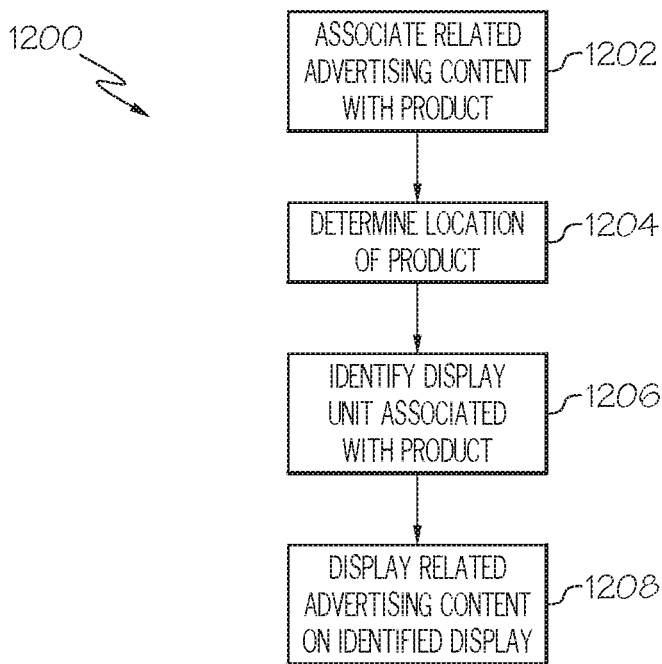 1200
ASSOCIATE RELATED
ADVERTISING CONTENT
WITH PRODUCT
1202
DETERMINE LOCATION
OF PRODUCT
1204
IDENTIFY DISPLAY
UNIT ASSOCIATED
WITH PRODUCT
1206
DISPLAY RELATED
ADVERTISING CONTENT
ON IDENTIFIED DISPLAY
1208